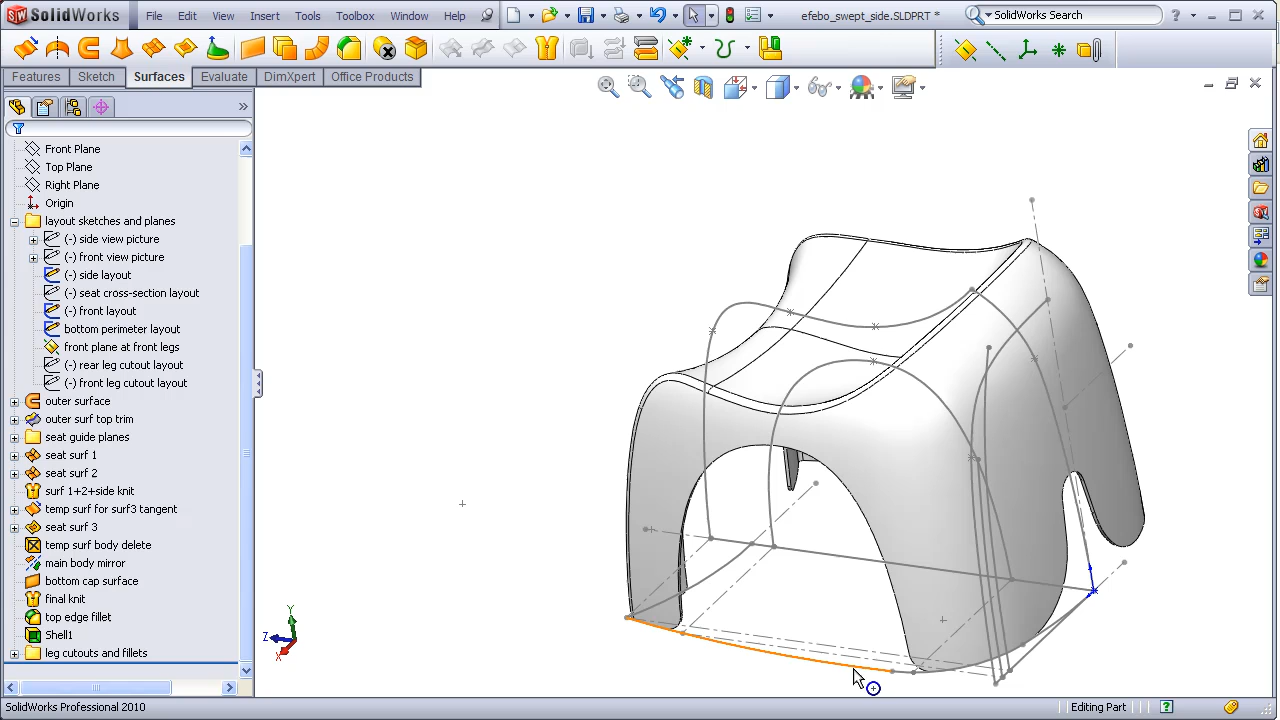 SolidWorks File Edit View Insert Tools Toolbox Window Help efebo_swept_side.SLDPRT * SolidWorks Search ?
Features Sketch Surfaces Evaluate DimXpert Office Products
Front Plane
Top Plane
Right Plane
Origin
layout sketches and planes
(-) side view picture
(-) front view picture
(-) side layout
(-) seat cross-section layout
(-) front layout
bottom perimeter layout
front plane at front legs
(-) rear leg cutout layout
(-) front leg cutout layout
outer surface
outer surf top trim
seat guide planes
seat surf 1
seat surf 2
surf 1+2+side knit
temp surf for surf3 tangent
seat surf 3
temp surf body delete
main body mirror
bottom cap surface
final knit
top edge fillet
Shell1
leg cutouts and fillets
Y
Z
X
SolidWorks Premium 2010 Editing Part ?